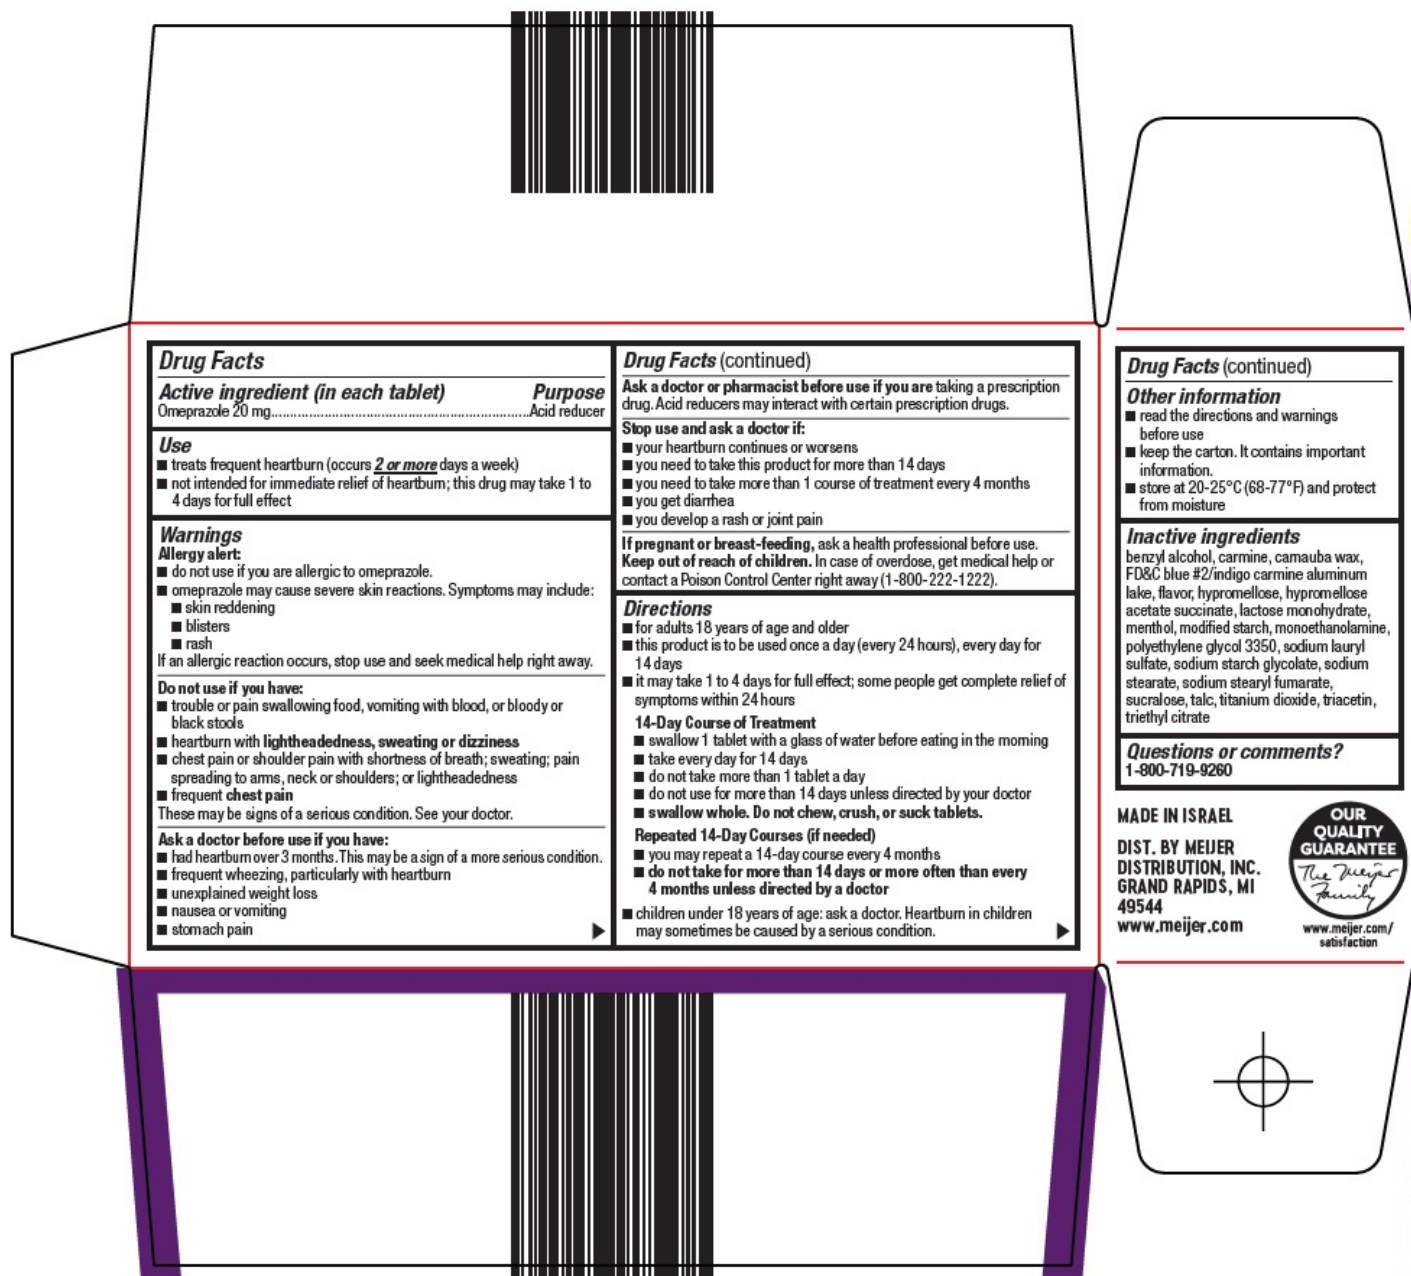 Drug Facts
Active ingredient (in each tablet) Purpose
Omeprazole 20 mg.....................................................................Acid reducer
Use
■ treats frequent heartburn (occurs 2 or more days a week)
■ not intended for immediate relief of heartburn; this drug may take 1 to
4 days for full effect
Warnings
Allergy alert:
■ do not use if you are allergic to omeprazole.
■ omeprazole may cause severe skin reactions. Symptoms may include:
■ skin reddening
■ blisters
■ rash
If an allergic reaction occurs, stop use and seek medical help right away.
Do not use if you have:
■ trouble or pain swallowing food, vomiting with blood, or bloody or
black stools
■ heartburn with lightheadedness, sweating or dizziness
■ chest pain or shoulder pain with shortness of breath; sweating; pain
spreading to arms, neck or shoulders; or lightheadedness
■ frequent chest pain
These may be signs of a serious condition. See your doctor.
Ask a doctor before use if you have:
■ had heartburn over 3 months. This may be a sign of a more serious condition.
■ frequent wheezing, particularly with heartburn
■ unexplained weight loss
■ nausea or vomiting
■ stomach pain
Drug Facts (continued)
Ask a doctor or pharmacist before use if you are taking a prescription
drug. Acid reducers may interact with certain prescription drugs.
Stop use and ask a doctor if:
■ your heartburn continues or worsens
■ you need to take this product for more than 14 days
■ you need to take more than 1 course of treatment every 4 months
■ you get diarrhea
■ you develop a rash or joint pain
If pregnant or breast-feeding, ask a health professional before use.
Keep out of reach of children. In case of overdose, get medical help or
contact a Poison Control Center right away (1-800-222-1222).
Directions
■ for adults 18 years of age and older
■ this product is to be used once a day (every 24 hours), every day for
14 days
■ it may take 1 to 4 days for full effect; some people get complete relief of
symptoms within 24 hours
14-Day Course of Treatment
■ swallow 1 tablet with a glass of water before eating in the morning
■ take every day for 14 days
■ do not take more than 1 tablet a day
■ do not use for more than 14 days unless directed by your doctor
■ swallow whole. Do not chew, crush, or suck tablets.
Repeated 14-Day Courses (if needed)
■ you may repeat a 14-day course every 4 months
■ do not take for more than 14 days or more often than every
4 months unless directed by a doctor
■ children under 18 years of age: ask a doctor. Heartburn in children
may sometimes be caused by a serious condition.
Drug Facts (continued)
Other information
■ read the directions and warnings
before use
■ keep the carton. It contains important
information.
■ store at 20-25°C (68-77°F) and protect
from moisture
Inactive ingredients
benzyl alcohol, carmine, carnauba wax,
FD&C blue #2/indigo carmine aluminum
lake, flavor, hypromellose, hypromellose
acetate succinate, lactose monohydrate,
menthol, modified starch, monoethanolamine,
polyethylene glycol 3350, sodium lauryl
sulfate, sodium starch glycolate, sodium
stearate, sodium stearyl fumarate,
sucralose, talc, titanium dioxide, triacetin,
triethyl citrate
Questions or comments?
1-800-719-9260
MADE IN ISRAEL
DIST. BY MEIJER
DISTRIBUTION, INC.
GRAND RAPIDS, MI
49544
www.meijer.com
OUR
QUALITY
GUARANTEE
The Meijer
Family
www.meijer.com/
satisfaction